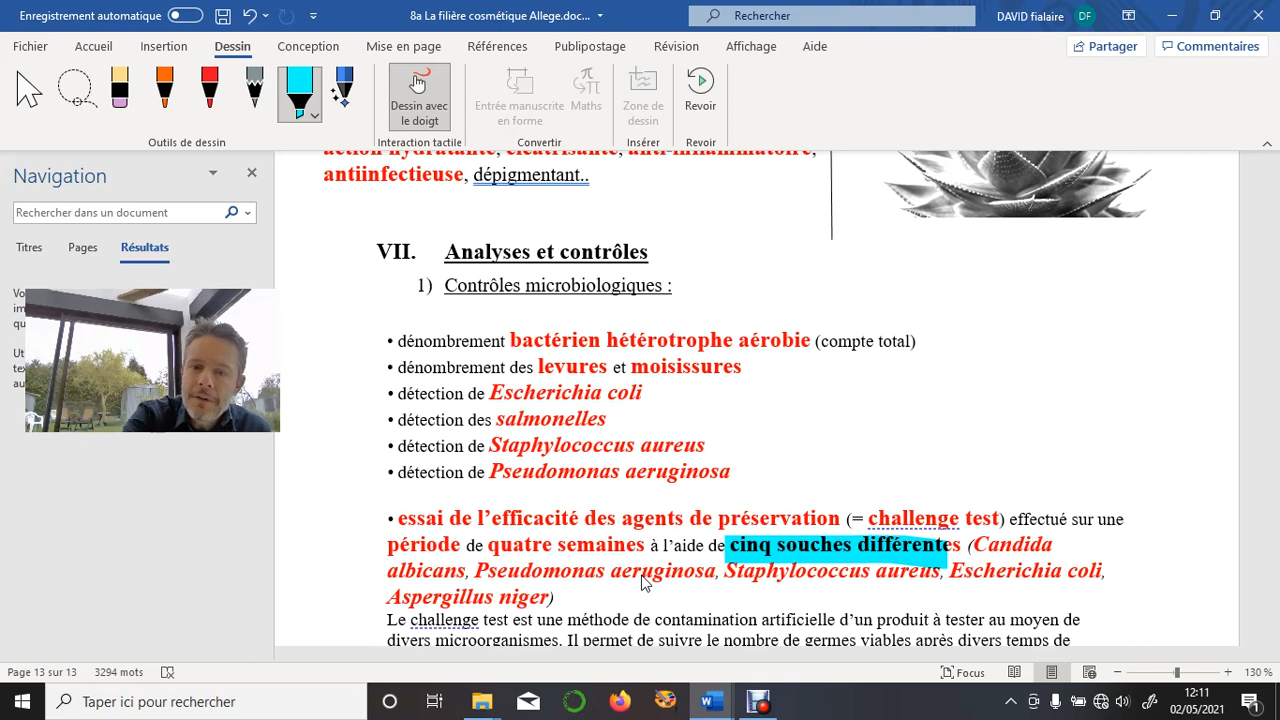 Enregistrement automatique
8a La filière cosmétique Allege.doc...
Rechercher
DAVID fialaire
DF
Fichier
Accueil
Insertion
Dessin
Conception
Mise en page
Références
Publipostage
Révision
Affichage
Aide
Partager
Commentaires
Dessin avec le doigt
Entrée manuscrite en forme
Maths
Zone de dessin
Revoir
Outils de dessin
Interaction tactile
Convertir
Insérer
Revoir
Navigation
Rechercher dans un document
Titres
Pages
Résultats
action hydratante, cicatrisante, anti-inflammatoire,
antiinfectieuse, dépigmentant..
VII. Analyses et contrôles
1) Contrôles microbiologiques :
• dénombrement bactérien hétérotrophe aérobie (compte total)
• dénombrement des levures et moisissures
• détection de Escherichia coli
• détection des salmonelles
• détection de Staphylococcus aureus
• détection de Pseudomonas aeruginosa
• essai de l’efficacité des agents de préservation (= challenge test) effectué sur une
période de quatre semaines à l’aide de cinq souches différentes (Candida
albicans, Pseudomonas aeruginosa, Staphylococcus aureus, Escherichia coli,
Aspergillus niger)
Le challenge test est une méthode de contamination artificielle d’un produit à tester au moyen de
divers microorganismes. Il permet de suivre le nombre de germes viables après divers temps de
Page 13 sur 13
3294 mots
Focus
130 %
Taper ici pour rechercher
12:11
02/05/2021